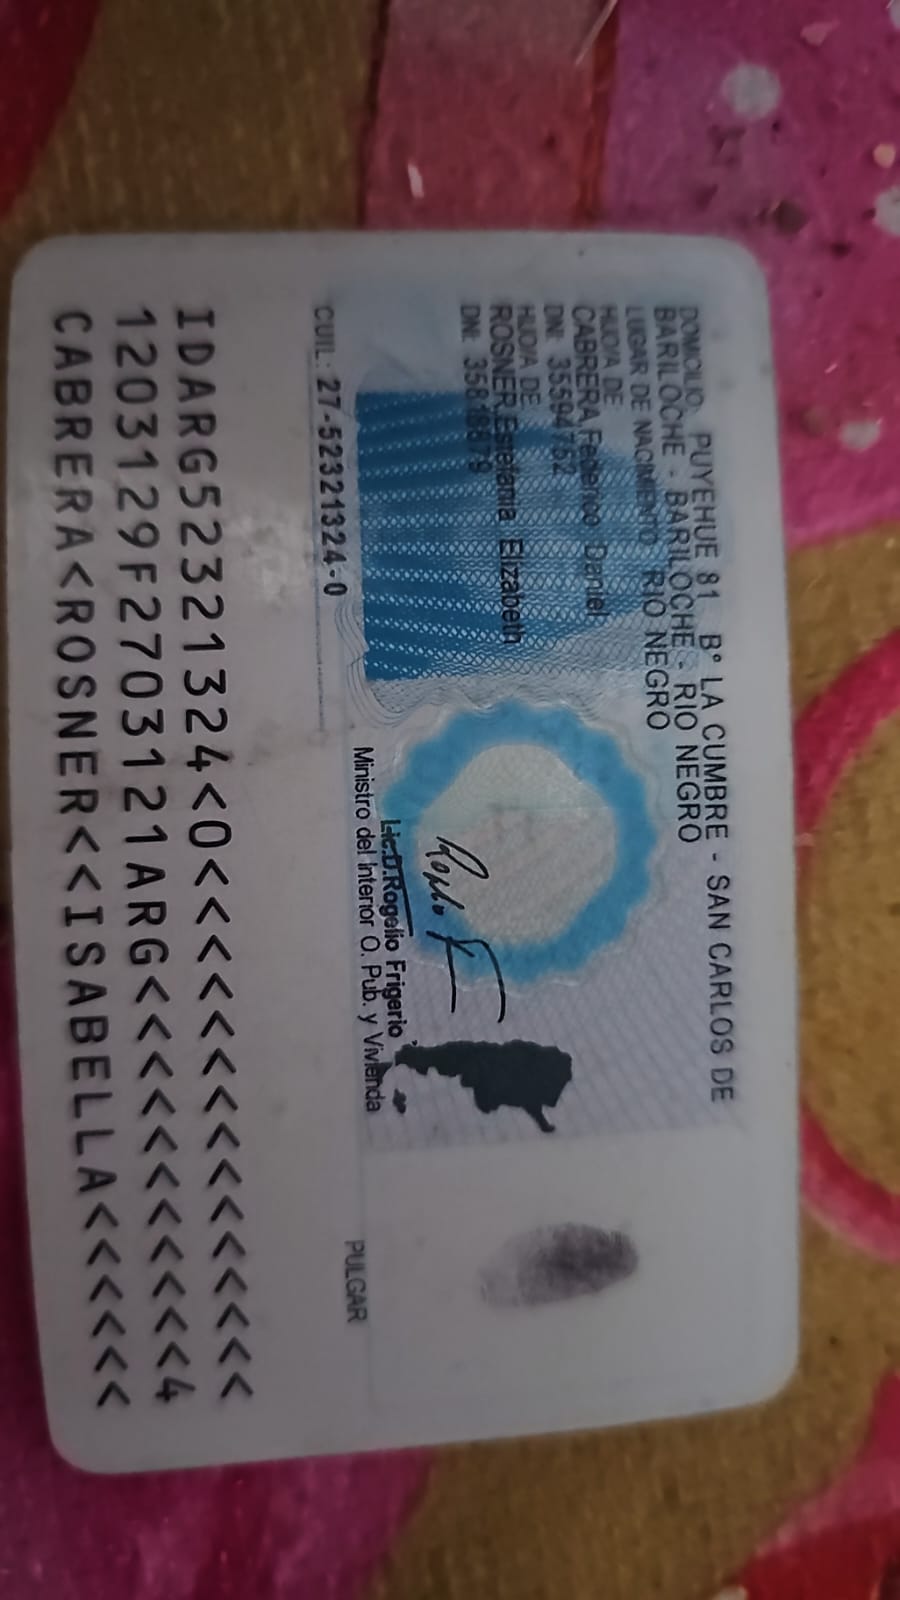 DOMICILIO: PUYEHUE 81 B° LA CUMBRE - SAN CARLOS DE
BARILOCHE - BARILOCHE - RIO NEGRO
LUGAR DE NACIMIENTO: RIO NEGRO
HIJO/A DE
CABRERA, Federico Daniel
DNI: 35594752
HIJO/A DE
ROSNER, Estefania Elizabeth
DNI: 35818879
CUIL: 27-52321324-0
Lic.D.Rogelio Frigerio
Ministro del Interior O. Pub. y Vivienda
PULGAR
IDARG52321324<0<<<<<<<<<<<<<<<
1203129F2703121ARG<<<<<<<<<<<4
CABRERA<ROSNER<<ISABELLA<<<<<<